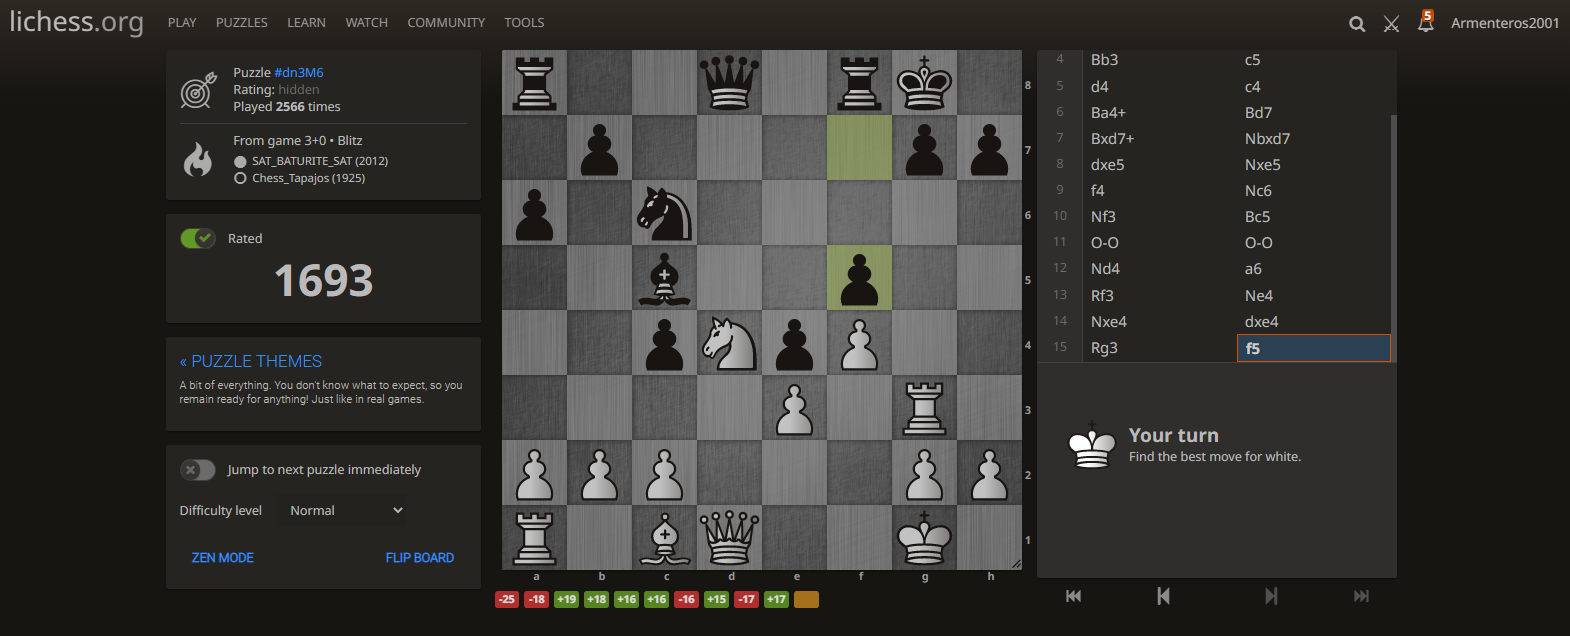 lichess.org
PLAY PUZZLES LEARN WATCH COMMUNITY TOOLS
5
Armenteros2001
Puzzle #dn3M6
Rating: hidden
Played 2566 times
From game 3+0 • Blitz
SAT_BATURITE_SAT (2012)
Chess_Tapajos (1925)
Rated
1693
« PUZZLE THEMES
A bit of everything. You don't know what to expect, so you
remain ready for anything! Just like in real games.
Jump to next puzzle immediately
Difficulty level Normal
ZEN MODE FLIP BOARD
8
7
6
5
4
3
2
1
a b c d e f g h
-25 -18 +19 +18 +16 +16 -16 +15 -17 +17
4 Bb3 c5
5 d4 c4
6 Ba4+ Bd7
7 Bxd7+ Nbxd7
8 dxe5 Nxe5
9 f4 Nc6
10 Nf3 Bc5
11 O-O O-O
12 Nd4 a6
13 Rf3 Ne4
14 Nxe4 dxe4
15 Rg3 f5
Your turn
Find the best move for white.